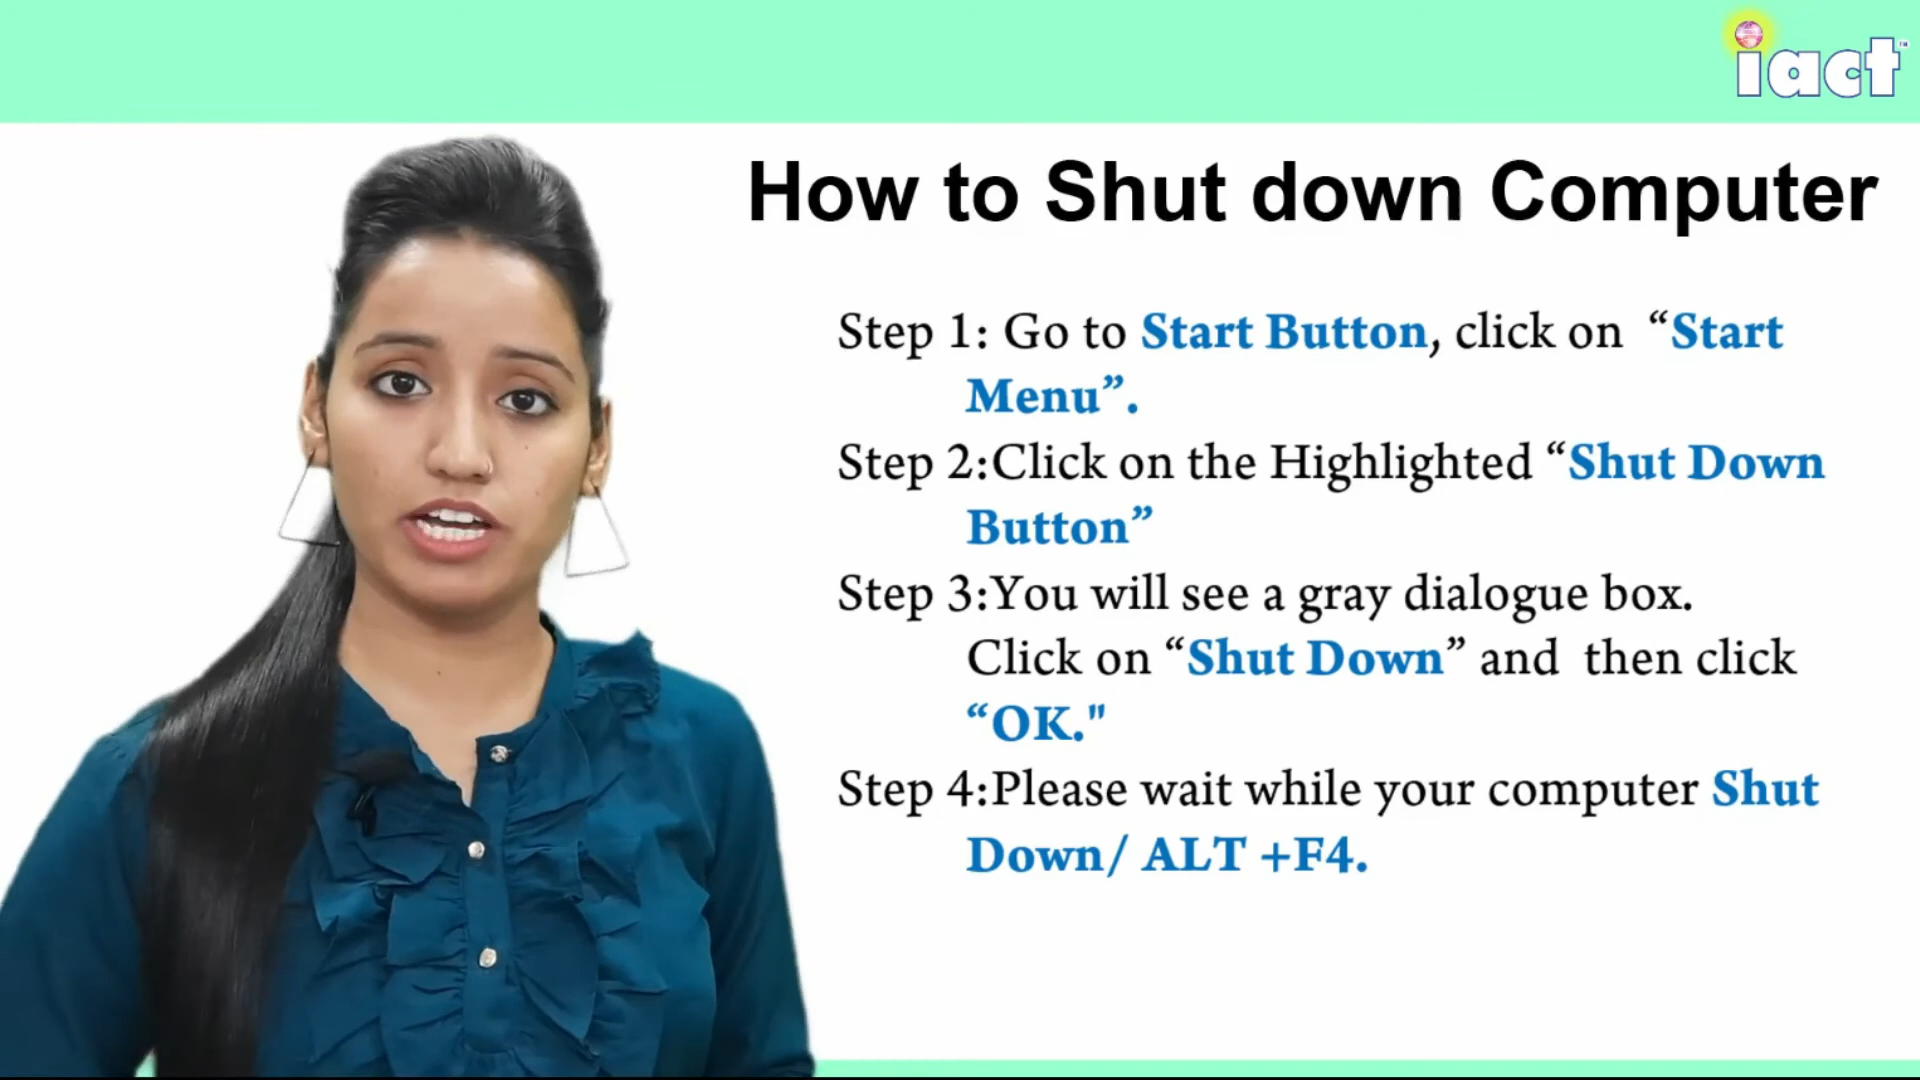 iact™
How to Shut down Computer
Step 1: Go to Start Button, click on “Start
Menu”.
Step 2:Click on the Highlighted “Shut Down
Button”
Step 3:You will see a gray dialogue box.
Click on “Shut Down” and then click
“OK."
Step 4:Please wait while your computer Shut
Down/ ALT +F4.